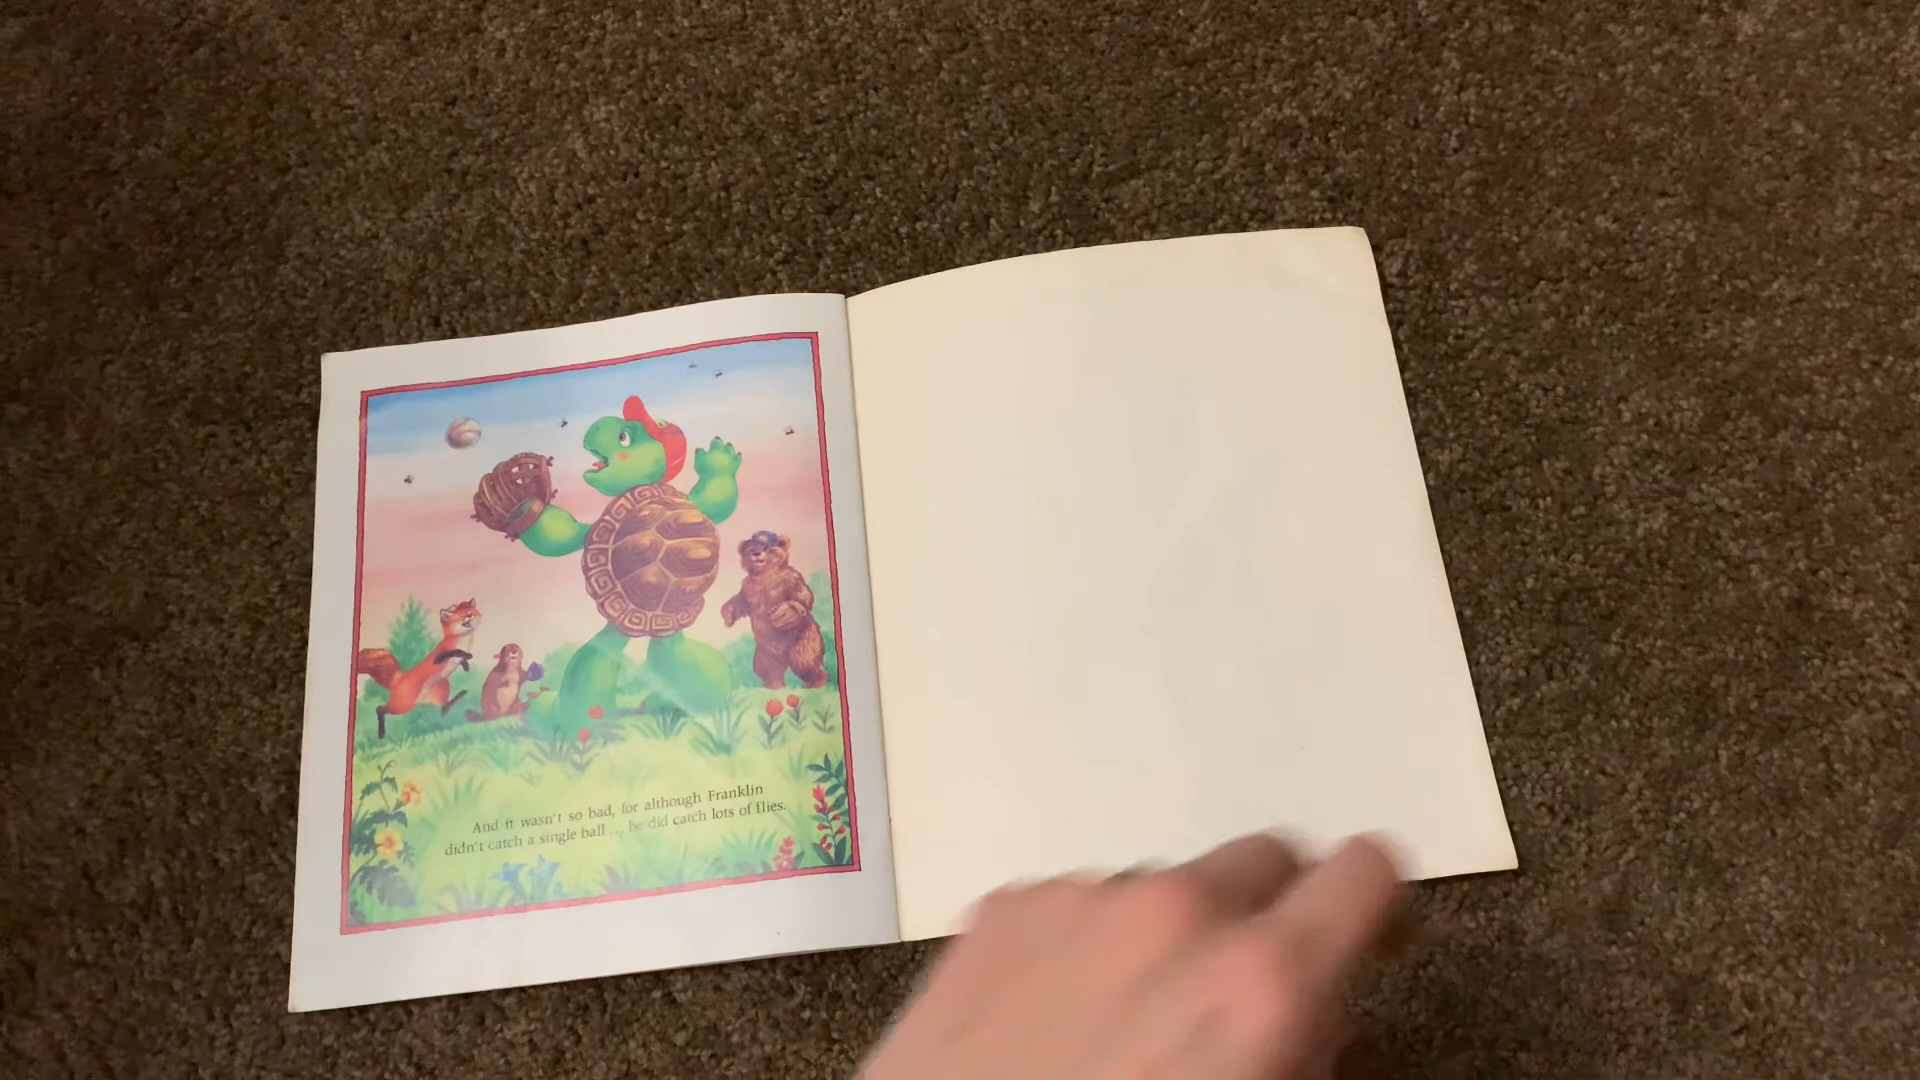 And it wasn't so bad, for although Franklin
didn't catch a single ball ... he did catch lots of flies.